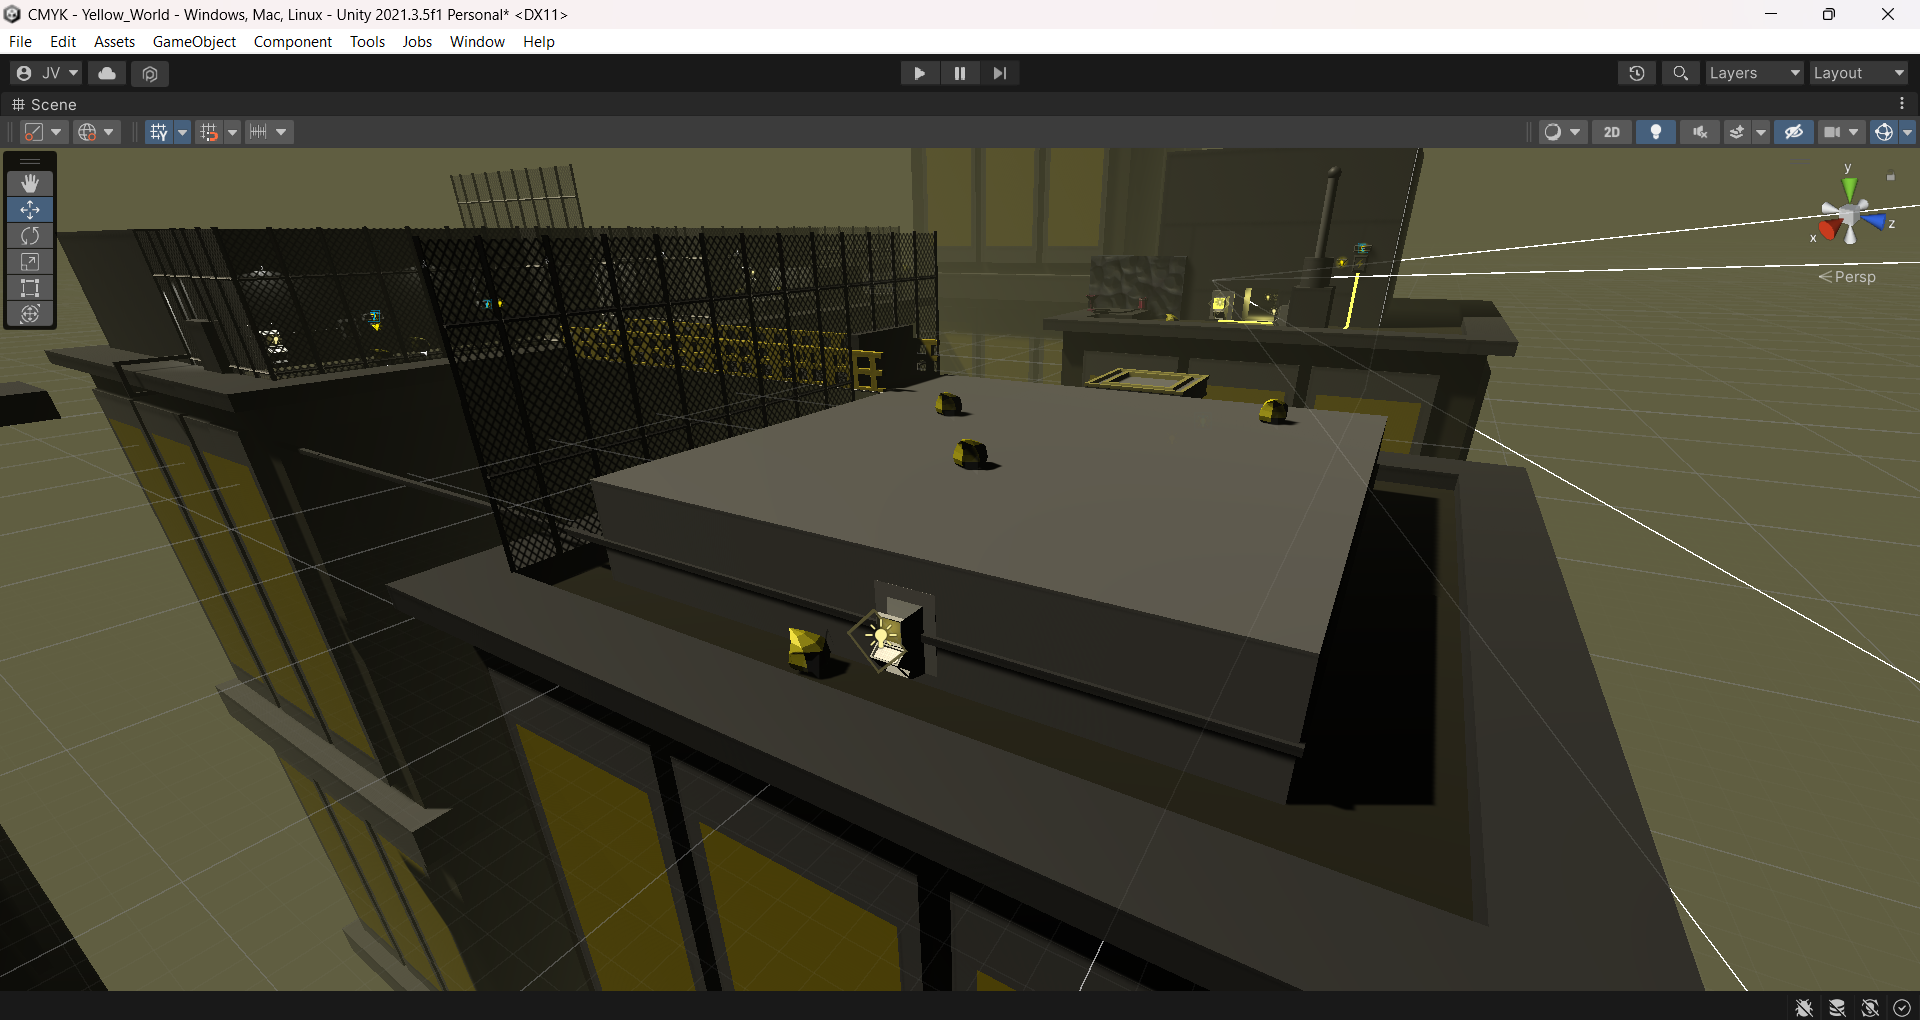 CMYK - Yellow_World - Windows, Mac, Linux - Unity 2021.3.5f1 Personal* <DX11>
File Edit Assets GameObject Component Tools Jobs Window Help
JV Layers Layout
Scene
2D
y
z
x
Persp